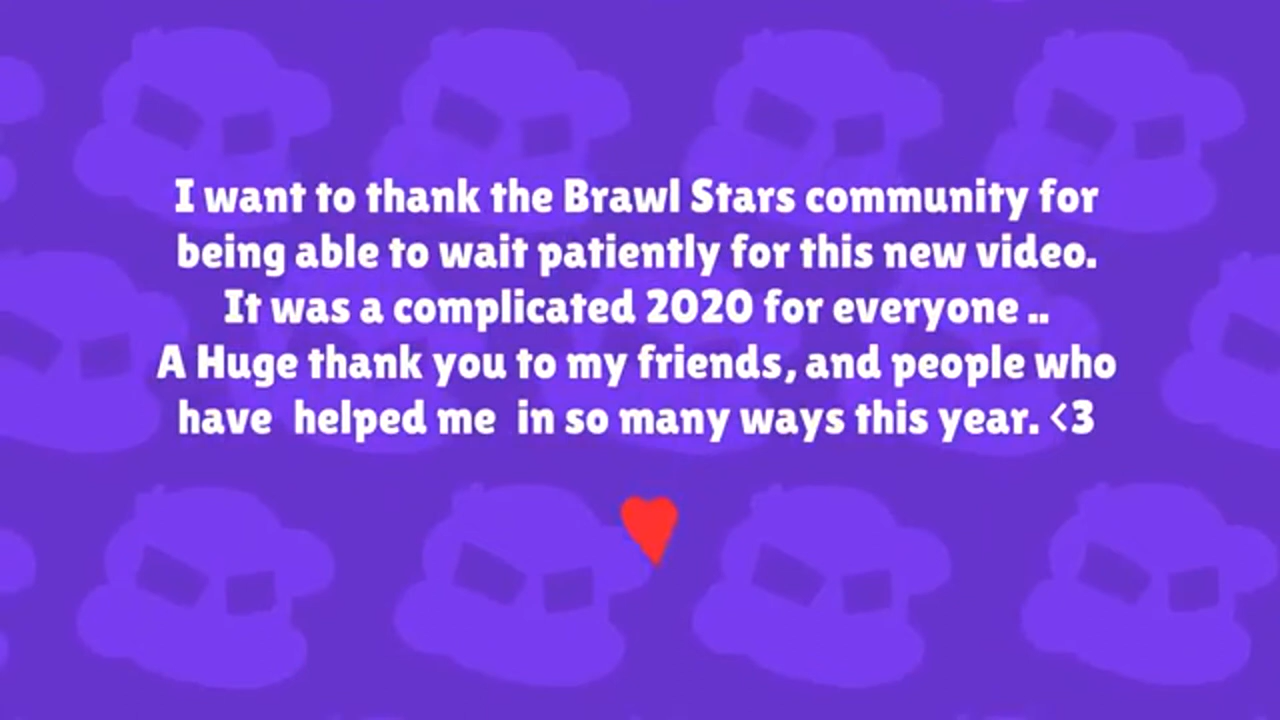 I want to thank the Brawl Stars community for
being able to wait patiently for this new video.
It was a complicated 2020 for everyone ..
A Huge thank you to my friends, and people who
have  helped me  in so many ways this year. <3